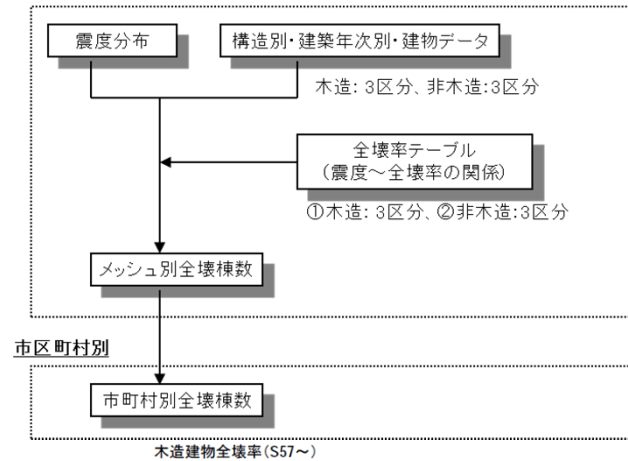 震度分布
構造別・建築年次別・建物データ
木造: 3区分、非木造:3区分
全壊率テーブル
(震度～全壊率の関係)
①木造: 3区分、②非木造:3区分
メッシュ別全壊棟数
市区町村別
市町村別全壊棟数
木造建物全壊率(S57～)